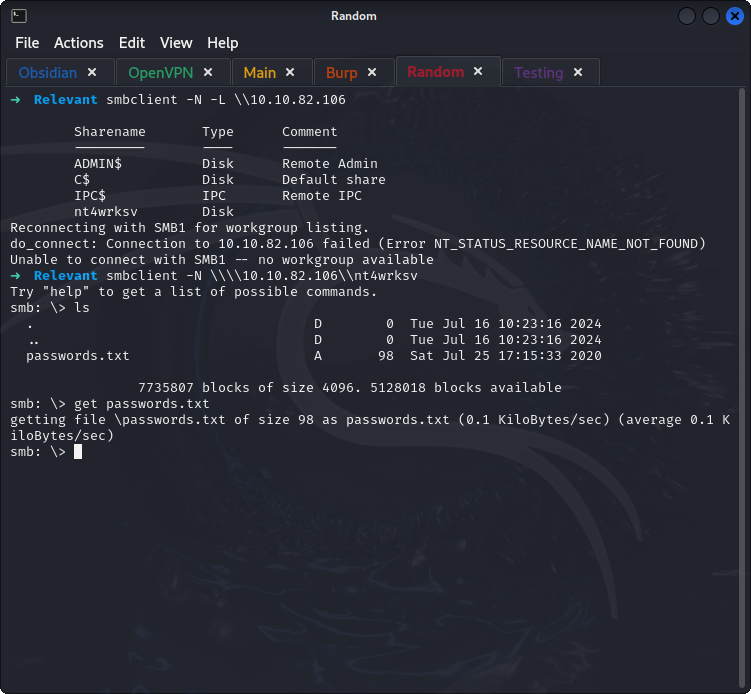 Random
File Actions Edit View Help
Obsidian × OpenVPN × Main × Burp × Random × Testing ×
→ Relevant smbclient -N -L \\10.10.82.106
Sharename Type Comment
--------- ---- -------
ADMIN$ Disk Remote Admin
C$ Disk Default share
IPC$ IPC Remote IPC
nt4wrksv Disk
Reconnecting with SMB1 for workgroup listing.
do_connect: Connection to 10.10.82.106 failed (Error NT_STATUS_RESOURCE_NAME_NOT_FOUND)
Unable to connect with SMB1 -- no workgroup available
→ Relevant smbclient -N \\\\10.10.82.106\\nt4wrksv
Try "help" to get a list of possible commands.
smb: \> ls
. D 0 Tue Jul 16 10:23:16 2024
.. D 0 Tue Jul 16 10:23:16 2024
passwords.txt A 98 Sat Jul 25 17:15:33 2020
7735807 blocks of size 4096. 5128018 blocks available
smb: \> get passwords.txt
getting file \passwords.txt of size 98 as passwords.txt (0.1 KiloBytes/sec) (average 0.1 K
iloBytes/sec)
smb: \>